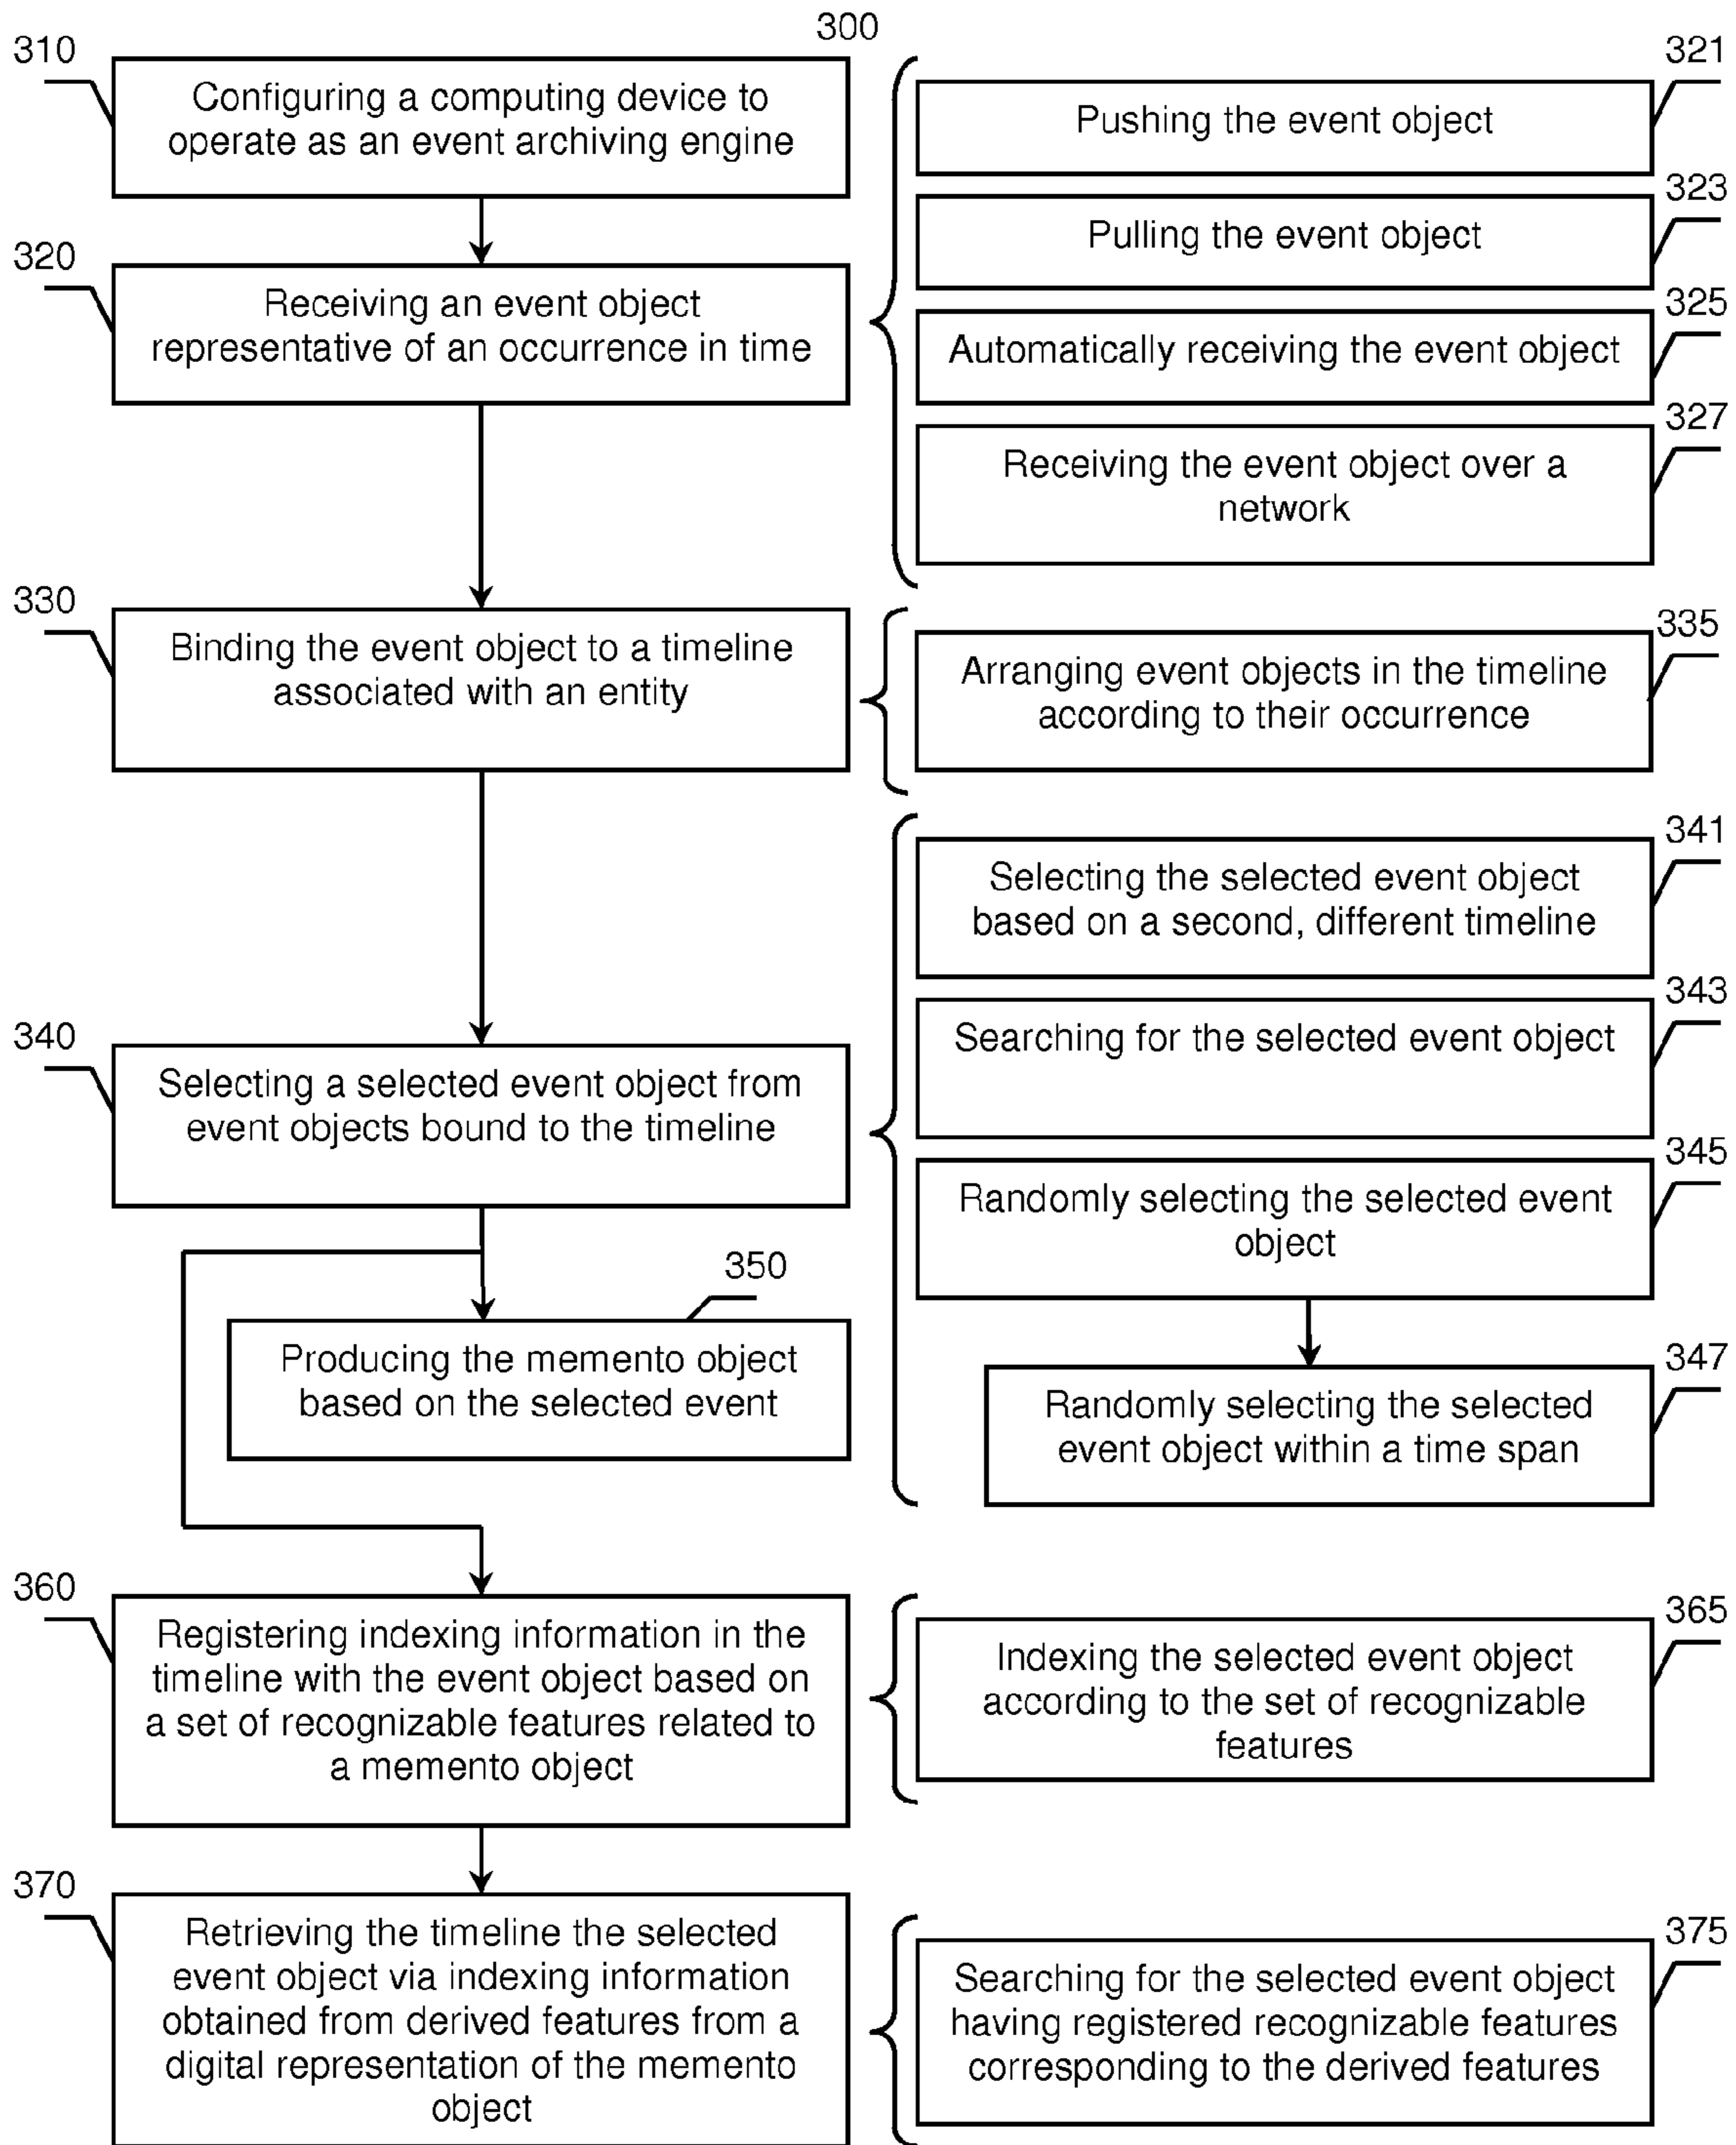 300
310
Configuring a computing device to
operate as an event archiving engine
320
Receiving an event object
representative of an occurrence in time
321
Pushing the event object
323
Pulling the event object
325
Automatically receiving the event object
327
Receiving the event object over a
network
330
Binding the event object to a timeline
associated with an entity
335
Arranging event objects in the timeline
according to their occurrence
340
Selecting a selected event object from
event objects bound to the timeline
341
Selecting the selected event object
based on a second, different timeline
343
Searching for the selected event object
345
Randomly selecting the selected event
object
347
Randomly selecting the selected
event object within a time span
350
Producing the memento object
based on the selected event
360
Registering indexing information in the
timeline with the event object based on
a set of recognizable features related to
a memento object
365
Indexing the selected event object
according to the set of recognizable
features
370
Retrieving the timeline the selected
event object via indexing information
obtained from derived features from a
digital representation of the memento
object
375
Searching for the selected event object
having registered recognizable features
corresponding to the derived features